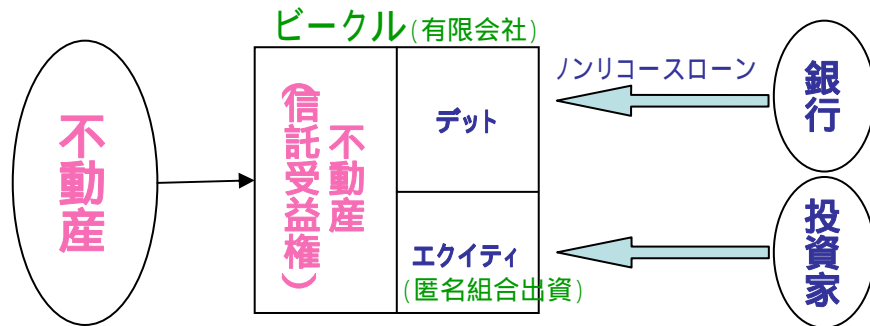 ビークル(有限会社)
不動産
不動産
(信託受益権)
デット
エクイティ
(匿名組合出資)
ノンリコースローン
銀行
投資家